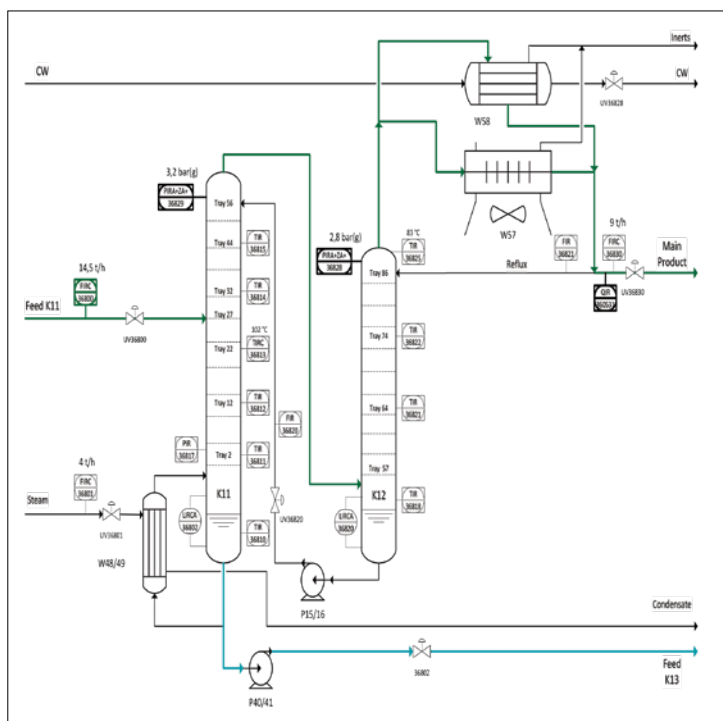 Inerts
CW
CW
UV36828
W58
3,2 bar(g)
PIRA+ZA+
36829
Tray 56
W57
2,8 bar(g)
PIRA+ZA+
36828
83 °C
TIR
36825
9 t/h
FIR
36821
FIRC
36830
Main
Product
Tray 44
TIR
36815
Reflux
Tray 86
14,5 t/h
FIRC
36800
Feed K11
UV36800
Tray 32
TIR
36814
Tray 27
QIR
UV36830
102 °C
Tray 22
TIRC
36813
Tray 74
TIR
36822
Tray 12
TIR
36812
FIR
36820
Tray 64
TIR
36821
PIR
36817
Tray 2
TIR
36811
Tray 57
4 t/h
FIRC
36801
Steam
UV36801
K11
LIRCA
36802
UV36820
K12
LIRCA
36820
TIR
36818
TIR
36810
W48/49
P15/16
Condensate
P40/41
36802
Feed
K13